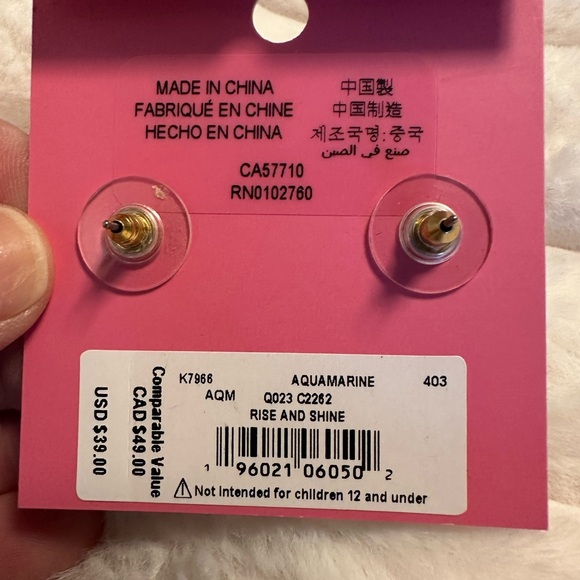 MADE IN CHINA
FABRIQUÉ EN CHINE
HECHO EN CHINA
中国製
中国制造
제조국명:중국
صنع في الصين
CA57710
RN0102760
K7966 AQUAMARINE 403
AQM Q023 C2262
RISE AND SHINE
1 96021 06050 2
Not intended for children 12 and under
Comparable Value
CAD $49.00
USD $39.00